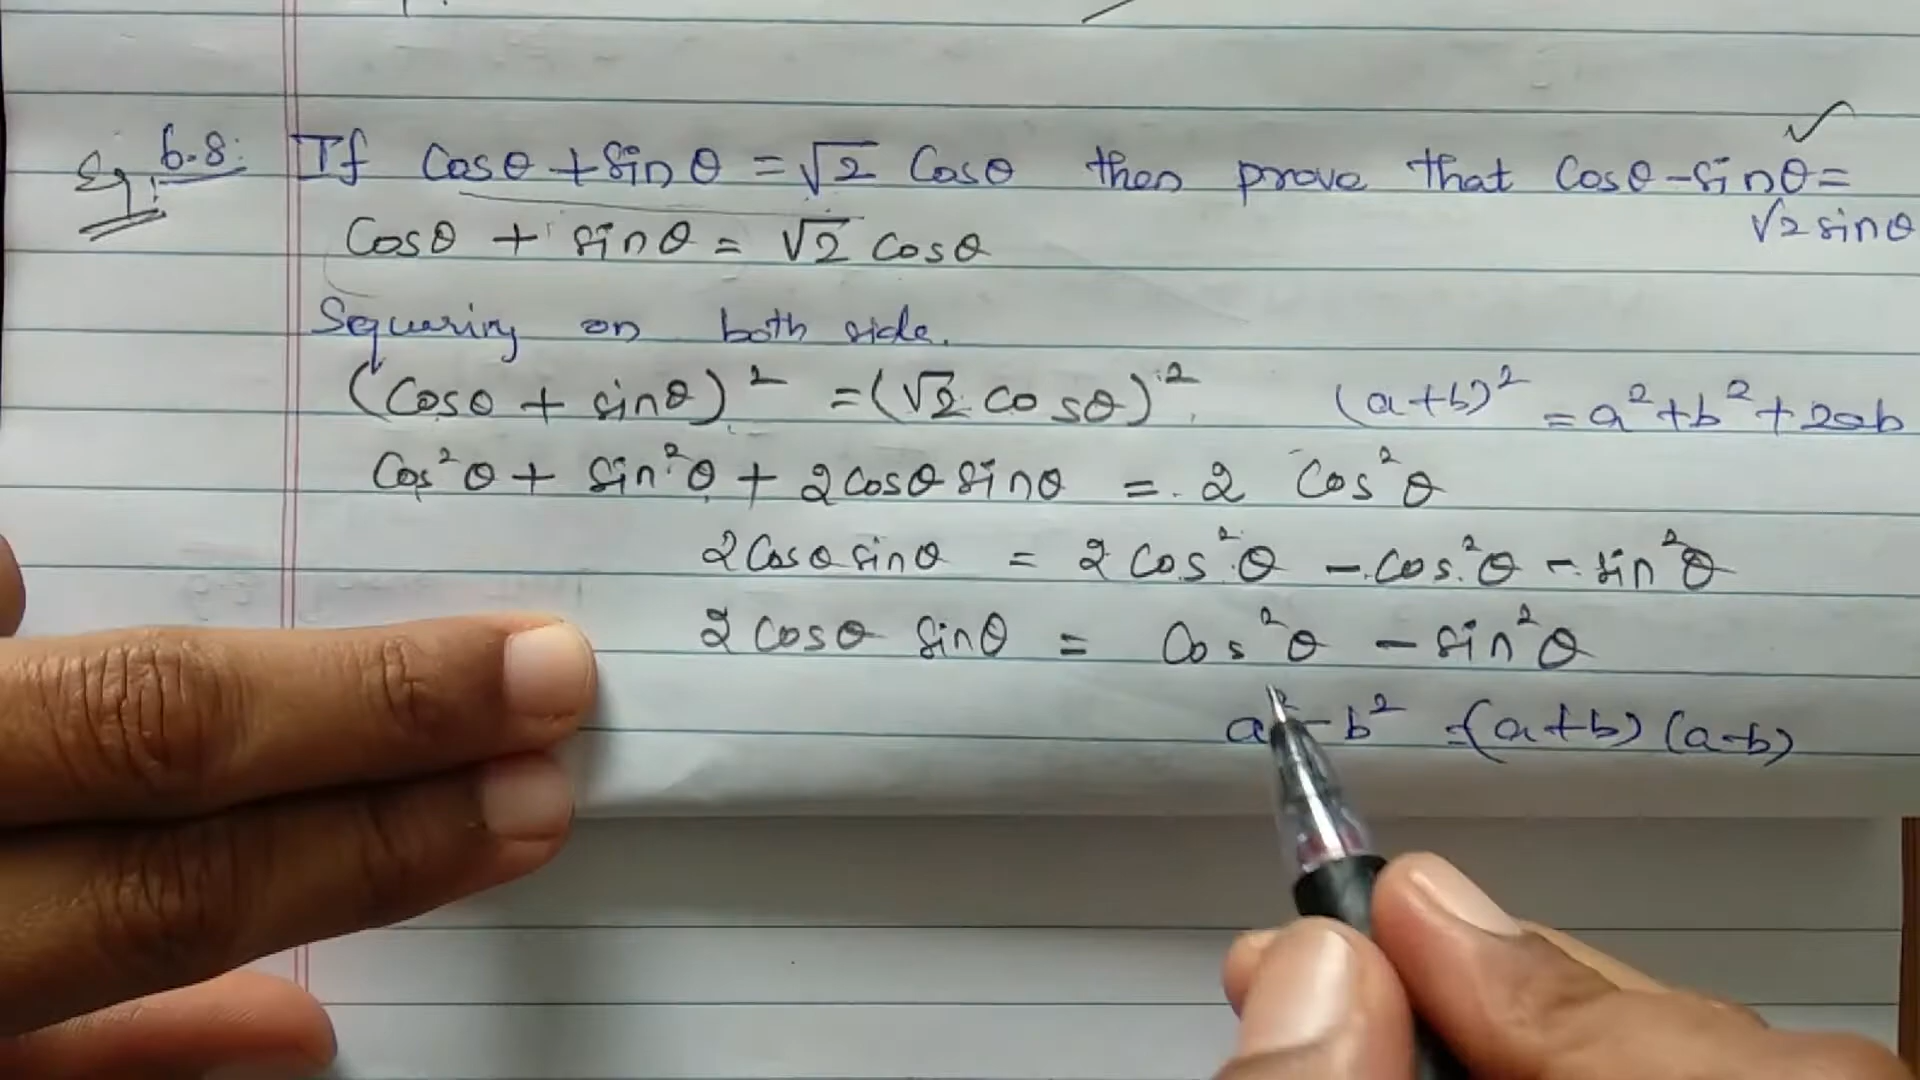 Eg: 6.8: If Cosθ + sinθ = √2 Cosθ then prove that Cosθ - sinθ =
√2 sinθ
Cosθ + sinθ = √2 cosθ
Squaring on both side.
(Cosθ + sinθ)² = (√2 cosθ)² (a+b)² = a²+b²+2ab
Cos²θ + sin²θ + 2cosθ sinθ = 2 Cos²θ
2Cosθ sinθ = 2 Cos²θ - cos²θ - sin²θ
2 Cosθ sinθ = Cos²θ - sin²θ
a² - b² = (a+b) (a-b)